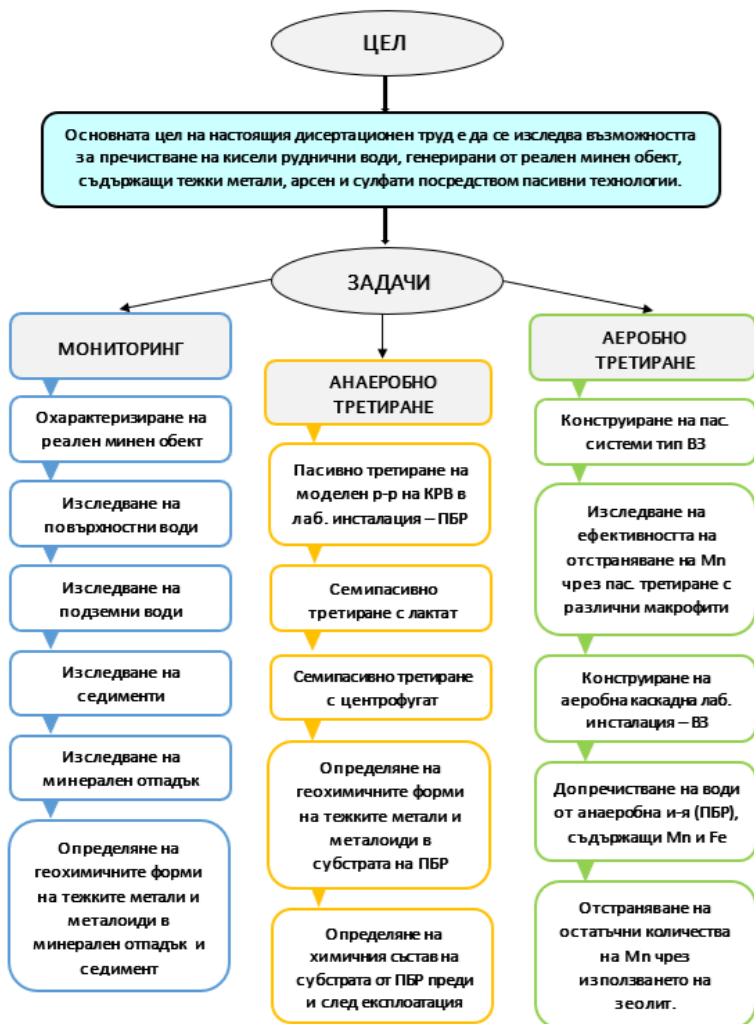 ЦЕЛ
Основната цел на настоящия дисертационен труд е да се изследва възможността
за пречистване на кисели руднични води, генерирани от реален минен обект,
съдържащи тежки метали, арсен и сулфати посредством пасивни технологии.
ЗАДАЧИ
МОНИТОРИНГ
Охарактеризиране на
реален минен обект
Изследване на
повърхностни води
Изследване на
подземни води
Изследване на
седименти
Изследване на
минерален отпадък
Определяне на
геохимичните форми
на тежките метали и
металоиди в
минерален отпадък и
седимент
АНАЕРОБНО
ТРЕТИРАНЕ
Пасивно третиране на
моделен р-р на КРВ в
лаб. инсталация – ПБР
Семипасивно
третиране с лактат
Семипасивно третиране
с центрофугат
Определяне на
геохимичните форми
на тежките метали и
металоиди в
субстрата на ПБР
Определяне на
химичния състав на
субстрата от ПБР преди
и след експлоатация
АЕРОБНО
ТРЕТИРАНЕ
Конструиране на пас.
системи тип ВЗ
Изследване на
ефективността на
отстраняване на Mn
чрез пас. третиране с
различни макрофити
Конструиране на
аеробна каскадна лаб.
инсталация – ВЗ
Допречистване на води
от анаеробна и-я (ПБР),
съдържащи Mn и Fe
Отстраняване на
остатъчни количества
на Mn чрез
използването на
зеолит.